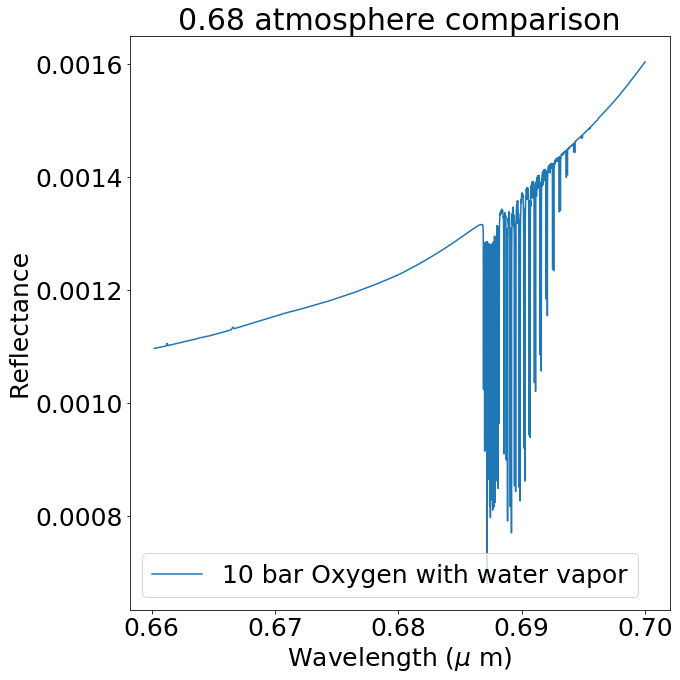 0.68 atmosphere comparison
0.0016
0.0014
0.0012
0.0010
0.0008
Reflectance
10 bar Oxygen with water vapor
0.66 0.67 0.68 0.69 0.70
Wavelength (μ m)